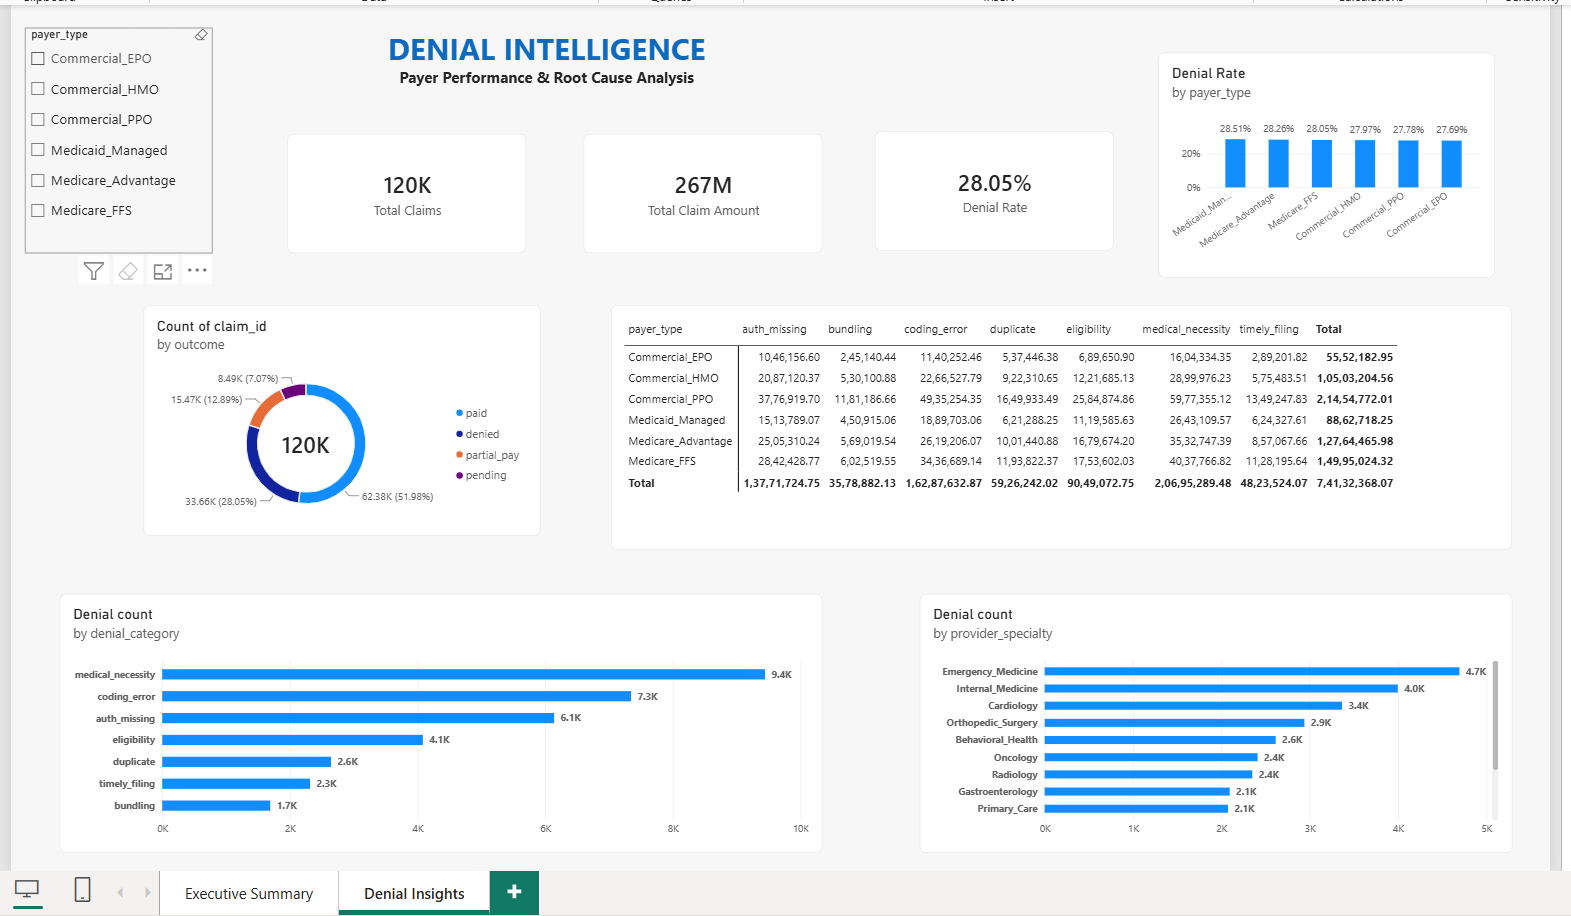 payer_type
Commercial_EPO
Commercial_HMO
Commercial_PPO
Medicaid_Managed
Medicare_Advantage
Medicare_FFS
DENIAL INTELLIGENCE
Payer Performance & Root Cause Analysis
120K
Total Claims
267M
Total Claim Amount
28.05%
Denial Rate
Denial Rate
by payer_type
28.51% 28.26% 28.05% 27.97% 27.78% 27.69%
20%
0%
Medicaid_Man... Medicare_Advantage Medicare_FFS Commercial_HMO Commercial_PPO Commercial_EPO
Count of claim_id
by outcome
8.49K (7.07%)
15.47K (12.89%)
120K
33.66K (28.05%)
62.38K (51.98%)
paid
denied
partial_pay
pending
payer_type auth_missing bundling coding_error duplicate eligibility medical_necessity timely_filing Total
Commercial_EPO 10,46,156.60 2,45,140.44 11,40,252.46 5,37,446.38 6,89,650.90 16,04,334.35 2,89,201.82 55,52,182.95
Commercial_HMO 20,87,120.37 5,30,100.88 22,66,527.79 9,22,310.65 12,21,685.13 28,99,976.23 5,75,483.51 1,05,03,204.56
Commercial_PPO 37,76,919.70 11,81,186.66 49,35,254.35 16,49,933.49 25,84,874.86 59,77,355.12 13,49,247.83 2,14,54,772.01
Medicaid_Managed 15,13,789.07 4,50,915.06 18,89,703.06 6,21,288.25 11,19,585.63 26,43,109.57 6,24,327.61 88,62,718.25
Medicare_Advantage 25,05,310.24 5,69,019.54 26,19,206.07 10,01,440.88 16,79,674.20 35,32,747.39 8,57,067.66 1,27,64,465.98
Medicare_FFS 28,42,428.77 6,02,519.55 34,36,689.14 11,93,822.37 17,53,602.03 40,37,766.82 11,28,195.64 1,49,95,024.32
Total 1,37,71,724.75 35,78,882.13 1,62,87,632.87 59,26,242.02 90,49,072.75 2,06,95,289.48 48,23,524.07 7,41,32,368.07
Denial count
by denial_category
medical_necessity 9.4K
coding_error 7.3K
auth_missing 6.1K
eligibility 4.1K
duplicate 2.6K
timely_filing 2.3K
bundling 1.7K
0K 2K 4K 6K 8K 10K
Denial count
by provider_specialty
Emergency_Medicine 4.7K
Internal_Medicine 4.0K
Cardiology 3.4K
Orthopedic_Surgery 2.9K
Behavioral_Health 2.6K
Oncology 2.4K
Radiology 2.4K
Gastroenterology 2.1K
Primary_Care 2.1K
0K 1K 2K 3K 4K 5K
Executive Summary
Denial Insights